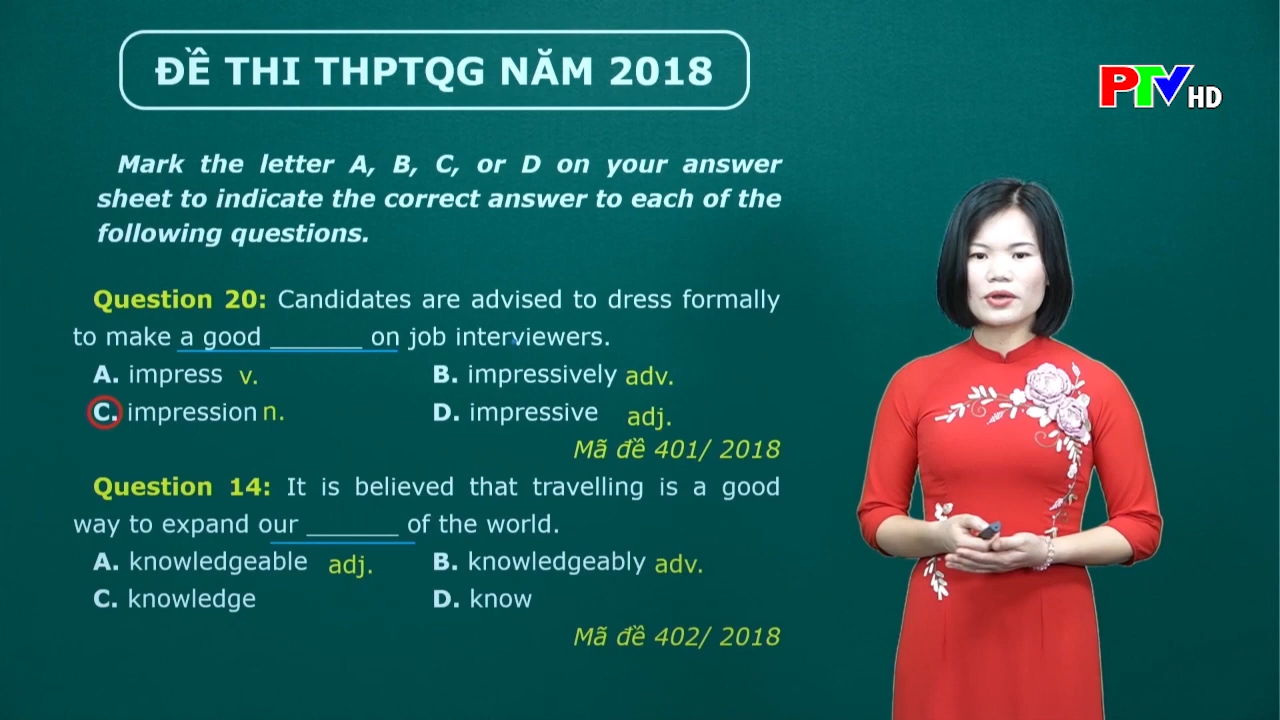 ĐỀ THI THPTQG NĂM 2018
PTV HD
Mark the letter A, B, C, or D on your answer
sheet to indicate the correct answer to each of the
following questions.
Question 20: Candidates are advised to dress formally
to make a good _______ on job interviewers.
A. impress v. B. impressively adv.
C. impression n. D. impressive adj.
Mã đề 401/ 2018
Question 14: It is believed that travelling is a good
way to expand our _______ of the world.
A. knowledgeable adj. B. knowledgeably adv.
C. knowledge D. know
Mã đề 402/ 2018